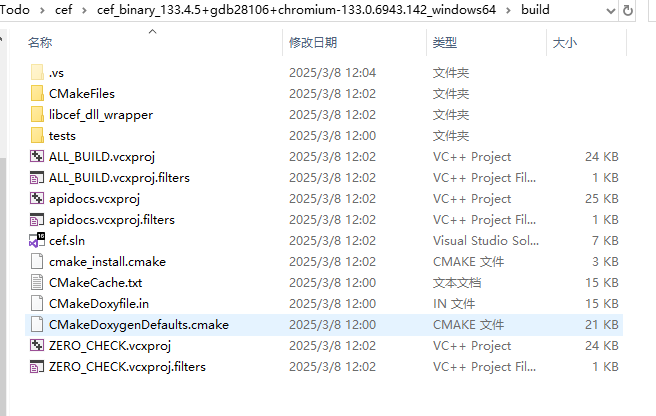 Todo > cef > cef_binary_133.4.5+gdb28106+chromium-133.0.6943.142_windows64 > build
名称 修改日期 类型 大小
.vs 2025/3/8 12:04 文件夹
CMakeFiles 2025/3/8 12:02 文件夹
libcef_dll_wrapper 2025/3/8 12:02 文件夹
tests 2025/3/8 12:00 文件夹
ALL_BUILD.vcxproj 2025/3/8 12:02 VC++ Project 24 KB
ALL_BUILD.vcxproj.filters 2025/3/8 12:02 VC++ Project Fil... 1 KB
apidocs.vcxproj 2025/3/8 12:02 VC++ Project 25 KB
apidocs.vcxproj.filters 2025/3/8 12:02 VC++ Project Fil... 1 KB
cef.sln 2025/3/8 12:02 Visual Studio Sol... 7 KB
cmake_install.cmake 2025/3/8 12:02 CMAKE 文件 3 KB
CMakeCache.txt 2025/3/8 12:00 文本文档 15 KB
CMakeDoxyfile.in 2025/3/8 12:00 IN 文件 15 KB
CMakeDoxygenDefaults.cmake 2025/3/8 12:00 CMAKE 文件 21 KB
ZERO_CHECK.vcxproj 2025/3/8 12:02 VC++ Project 24 KB
ZERO_CHECK.vcxproj.filters 2025/3/8 12:02 VC++ Project Fil... 1 KB